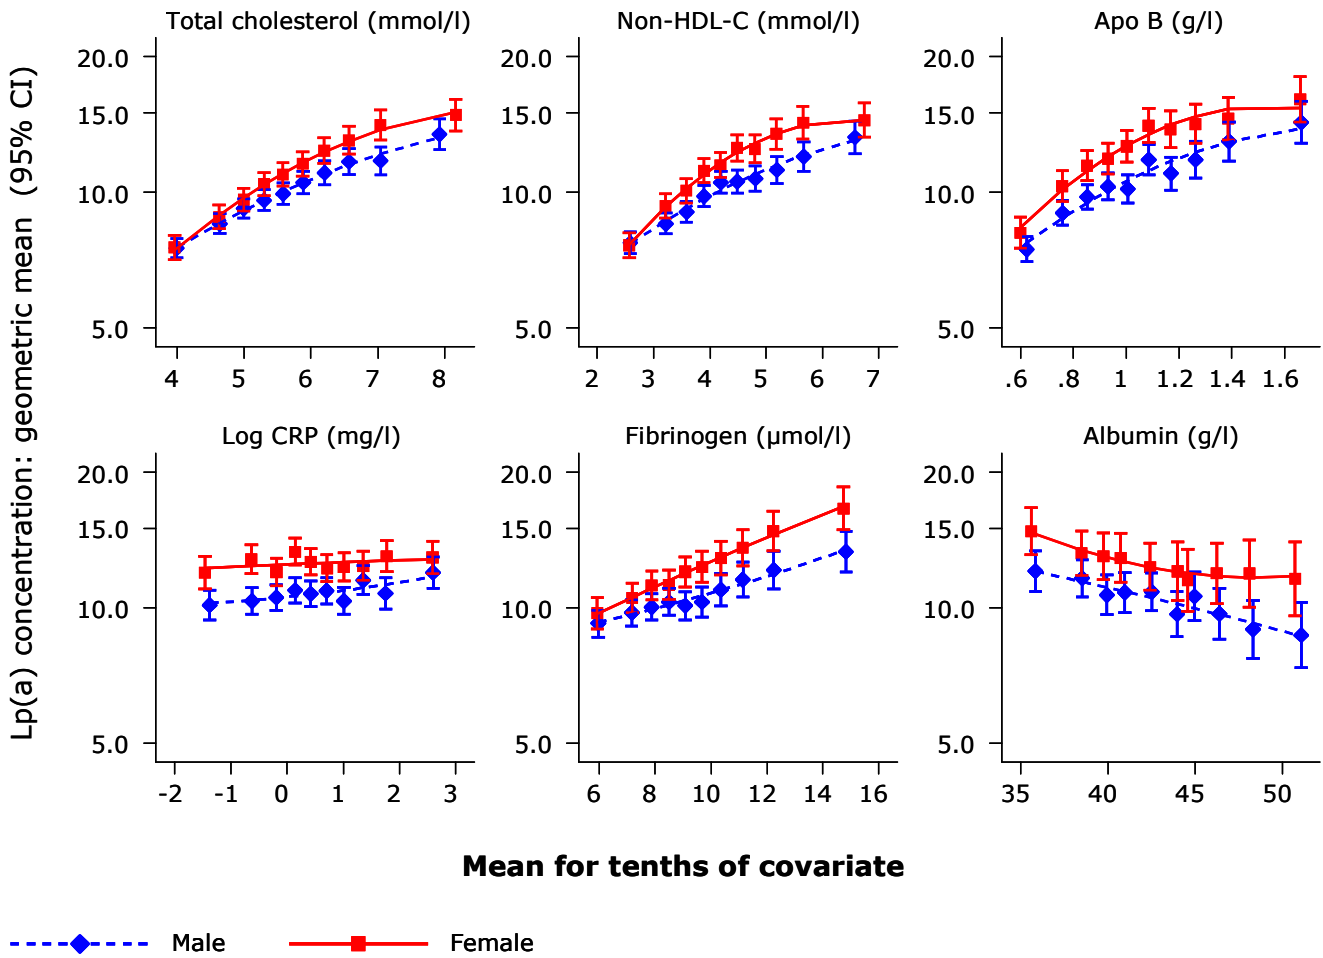 Total cholesterol (mmol/l)
Non-HDL-C (mmol/l)
Apo B (g/l)
20.0
15.0
10.0
5.0
4 5 6 7 8
20.0
15.0
10.0
5.0
2 3 4 5 6 7
20.0
15.0
10.0
5.0
.6 .8 1 1.2 1.4 1.6
Lp(a) concentration: geometric mean (95% CI)
Log CRP (mg/l)
Fibrinogen (μmol/l)
Albumin (g/l)
20.0
15.0
10.0
5.0
-2 -1 0 1 2 3
20.0
15.0
10.0
5.0
6 8 10 12 14 16
20.0
15.0
10.0
5.0
35 40 45 50
Mean for tenths of covariate
Male
Female